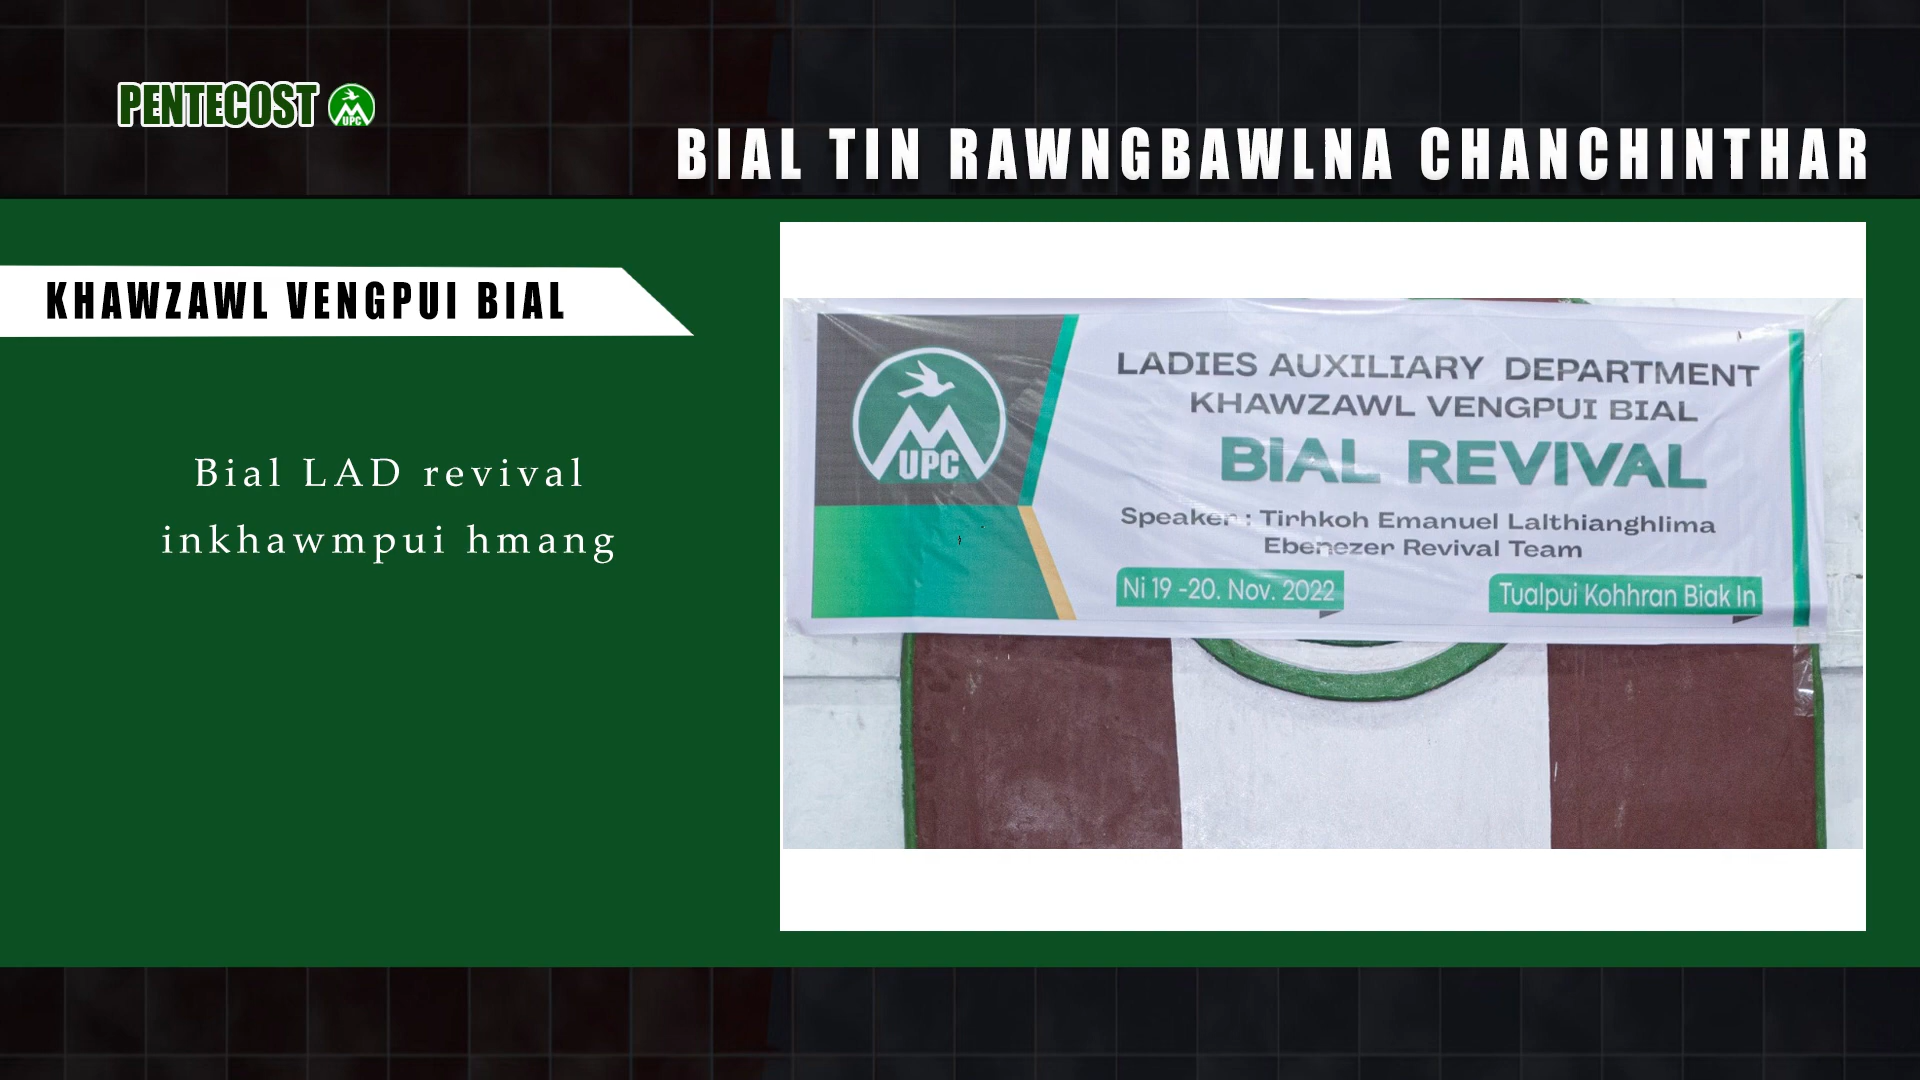 PENTECOST UPC
BIAL TIN RAWNGBAWLNA CHANCHINTHAR
KHAWZAWL VENGPUI BIAL
Bial LAD revival
inkhawmpui hmang
UPC
LADIES AUXILIARY DEPARTMENT
KHAWZAWL VENGPUI BIAL
BIAL REVIVAL
Speaker : Tirhkoh Emanuel Lalthianghlima
Ebenezer Revival Team
Ni 19 -20. Nov. 2022
Tualpui Kohhran Biak In